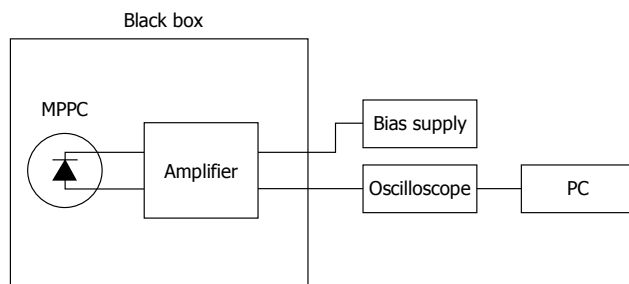 Black box
MPPC
Amplifier
Bias supply
Oscilloscope
PC